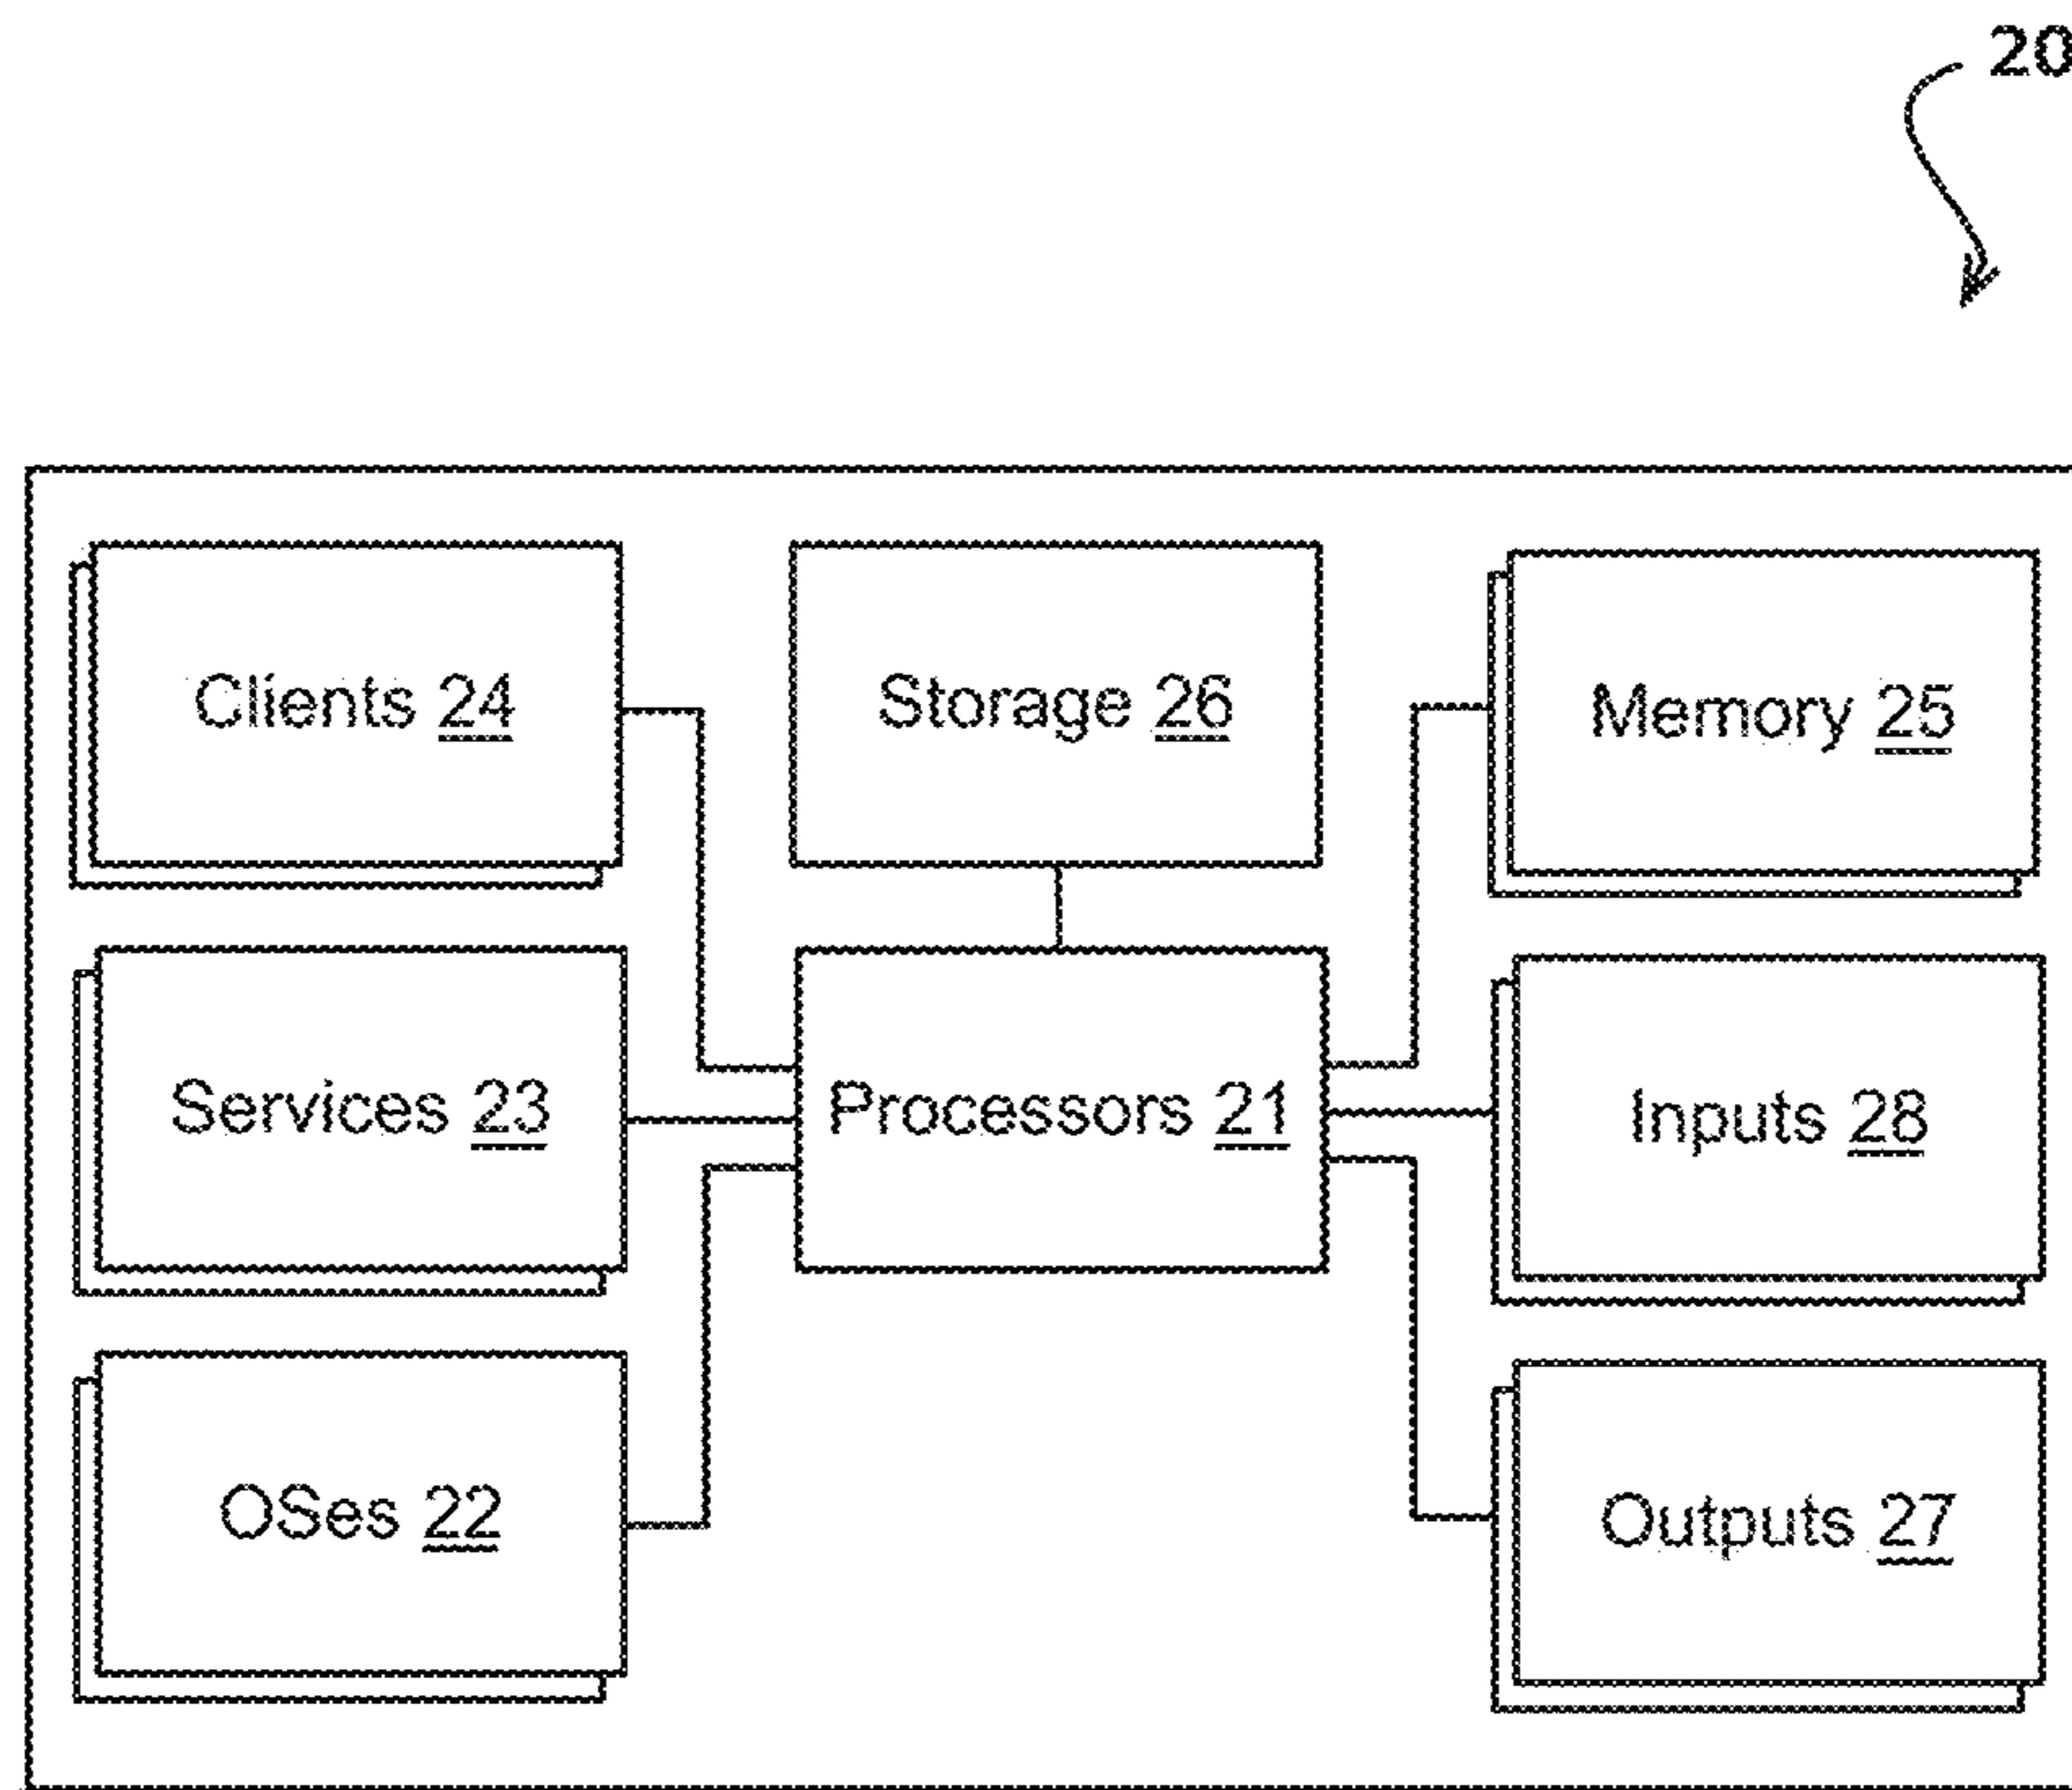 20
Clients 24
Storage 26
Memory 25
Services 23
Processors 21
Inputs 28
OSes 22
Outputs 27